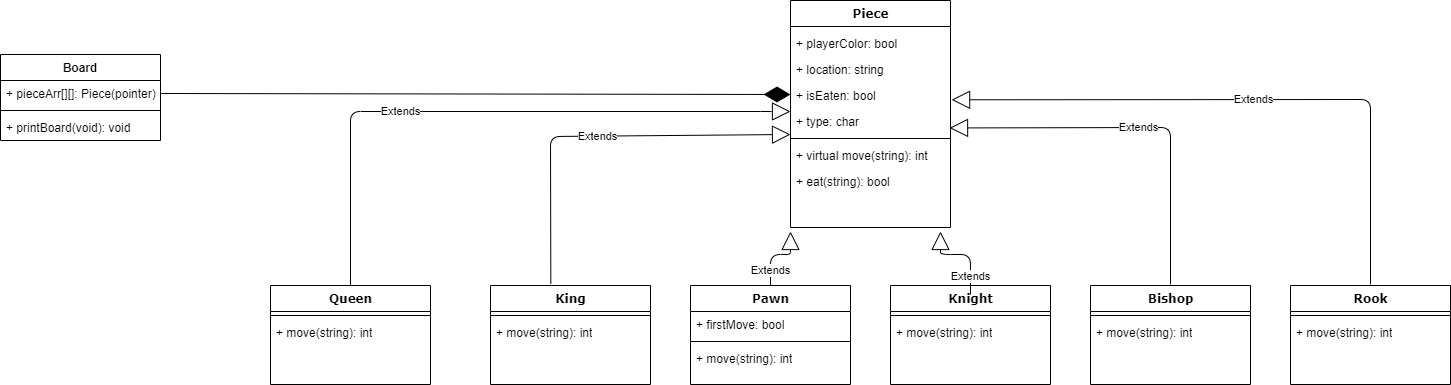 Piece
+ playerColor: bool
+ location: string
+ isEaten: bool
+ type: char
+ virtual move(string): int
+ eat(string): bool
Board
+ pieceArr[][]: Piece(pointer)
+ printBoard(void): void
Extends
Extends
Extends
Extends
Extends
Extends
Queen
+ move(string): int
King
+ move(string): int
Pawn
+ firstMove: bool
+ move(string): int
Knight
+ move(string): int
Bishop
+ move(string): int
Rook
+ move(string): int